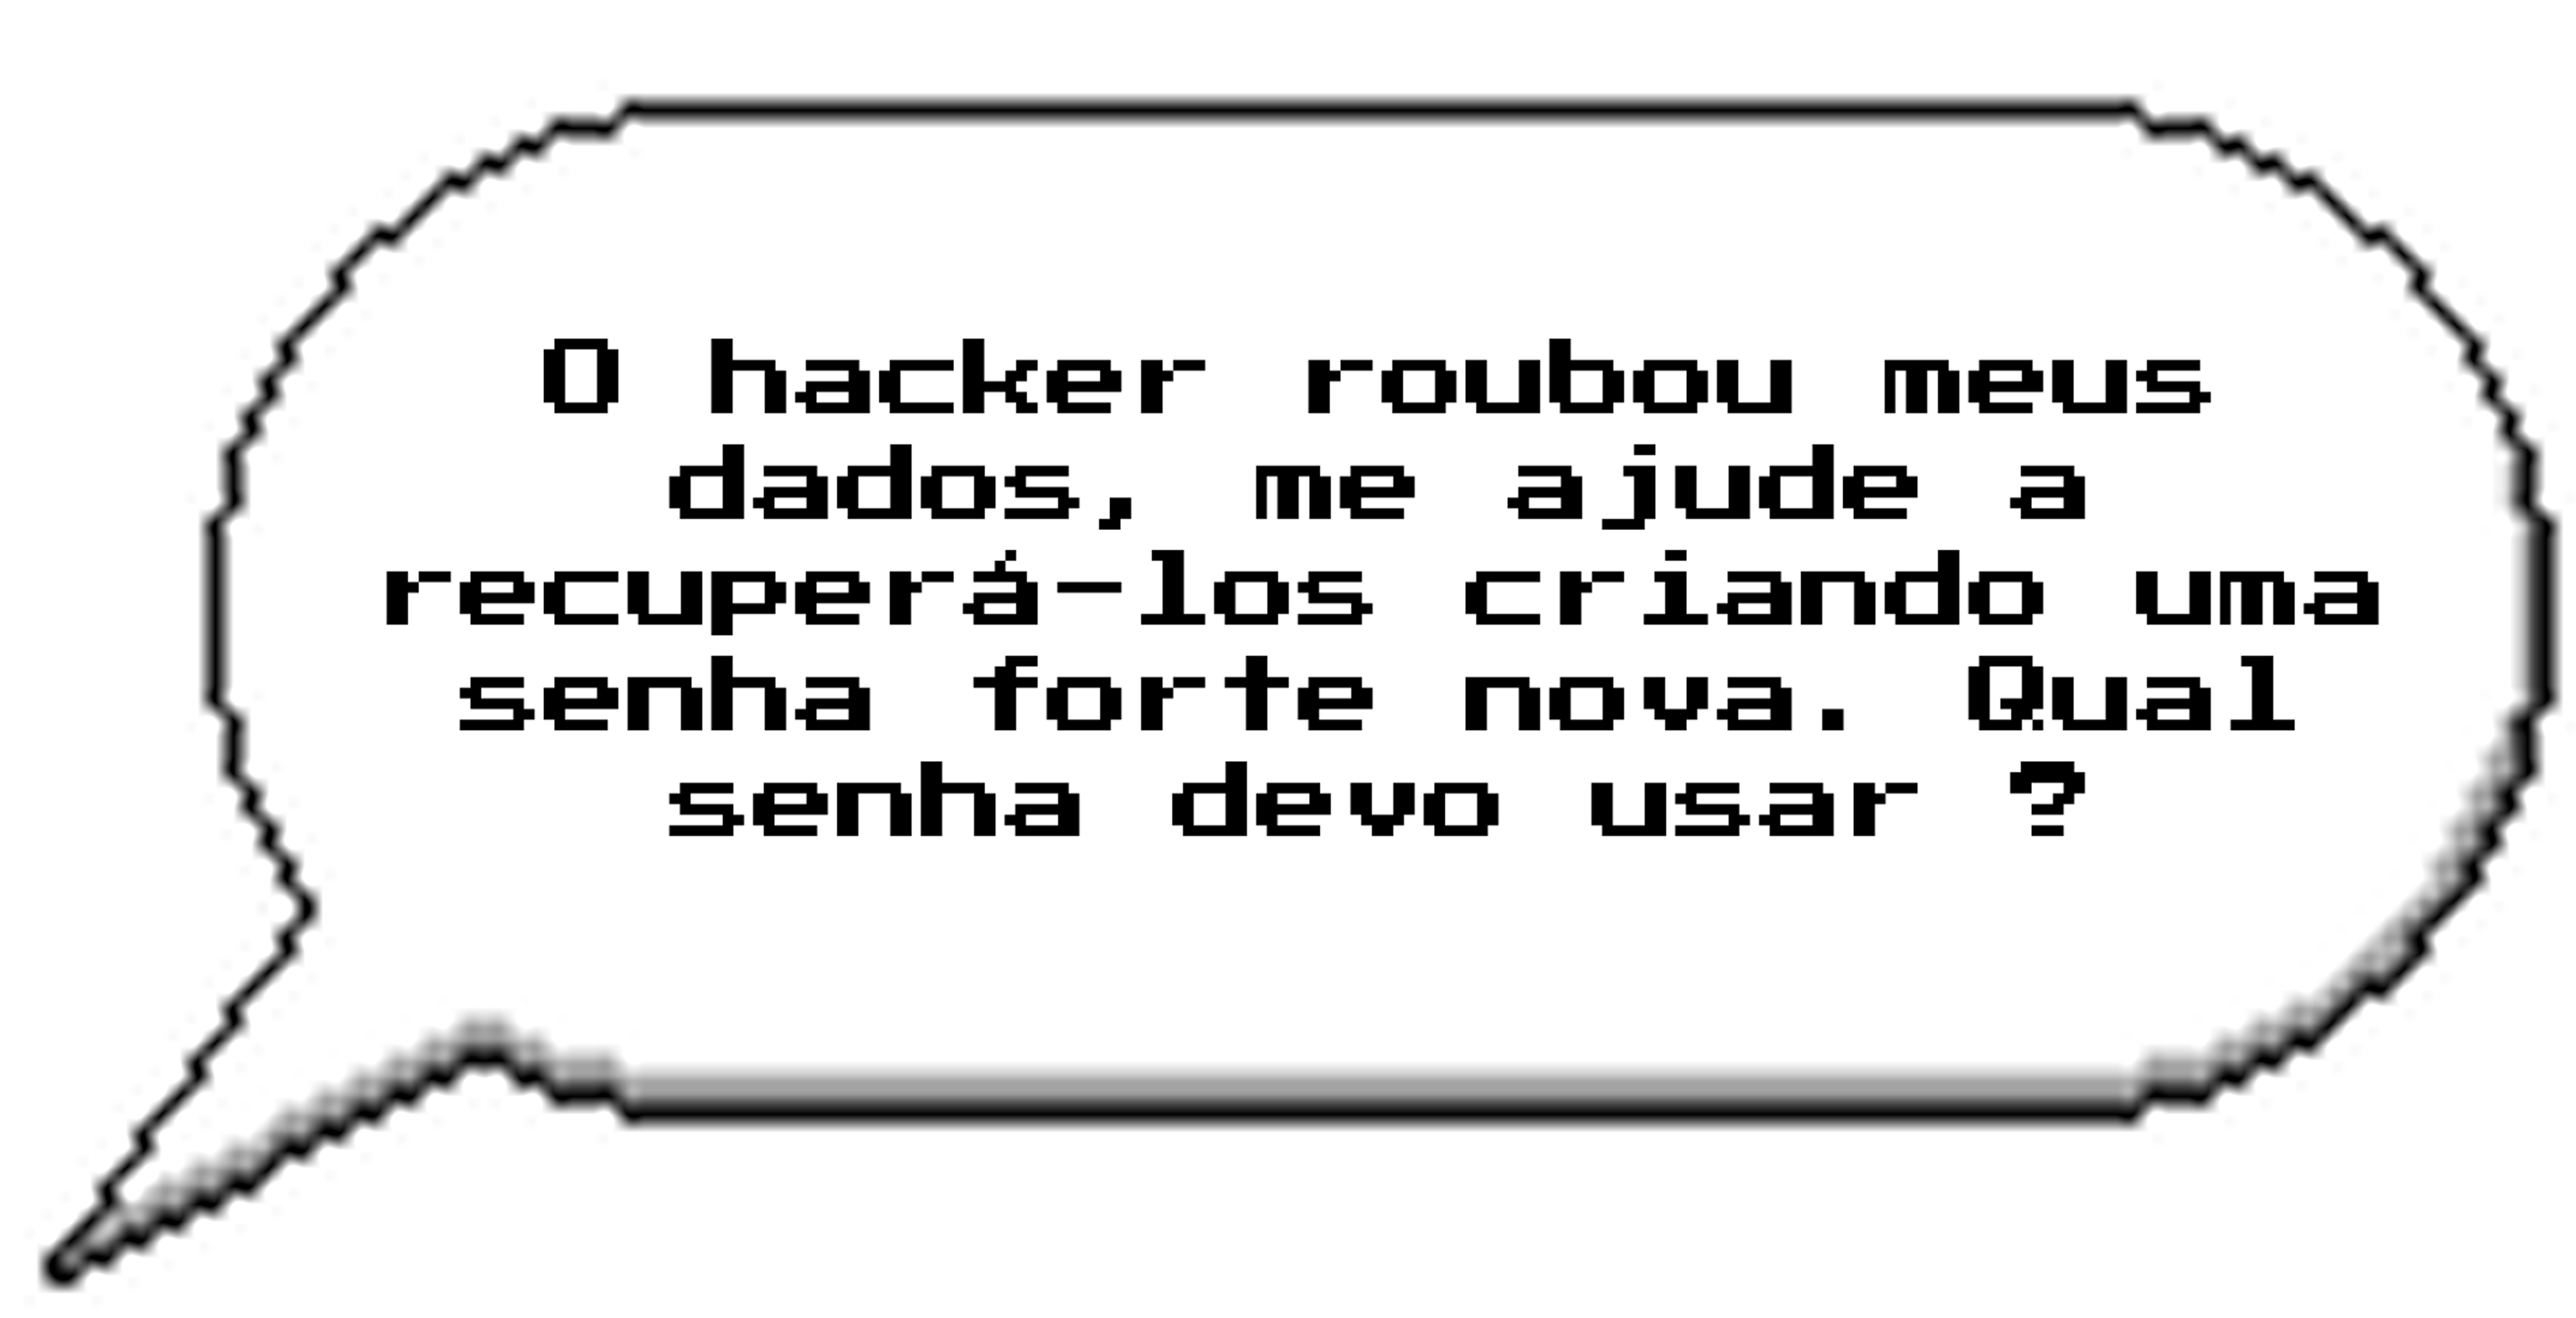 O hacker roubou meus
dados, me ajude a
recuperá-los criando uma
senha forte nova. Qual
senha devo usar ?